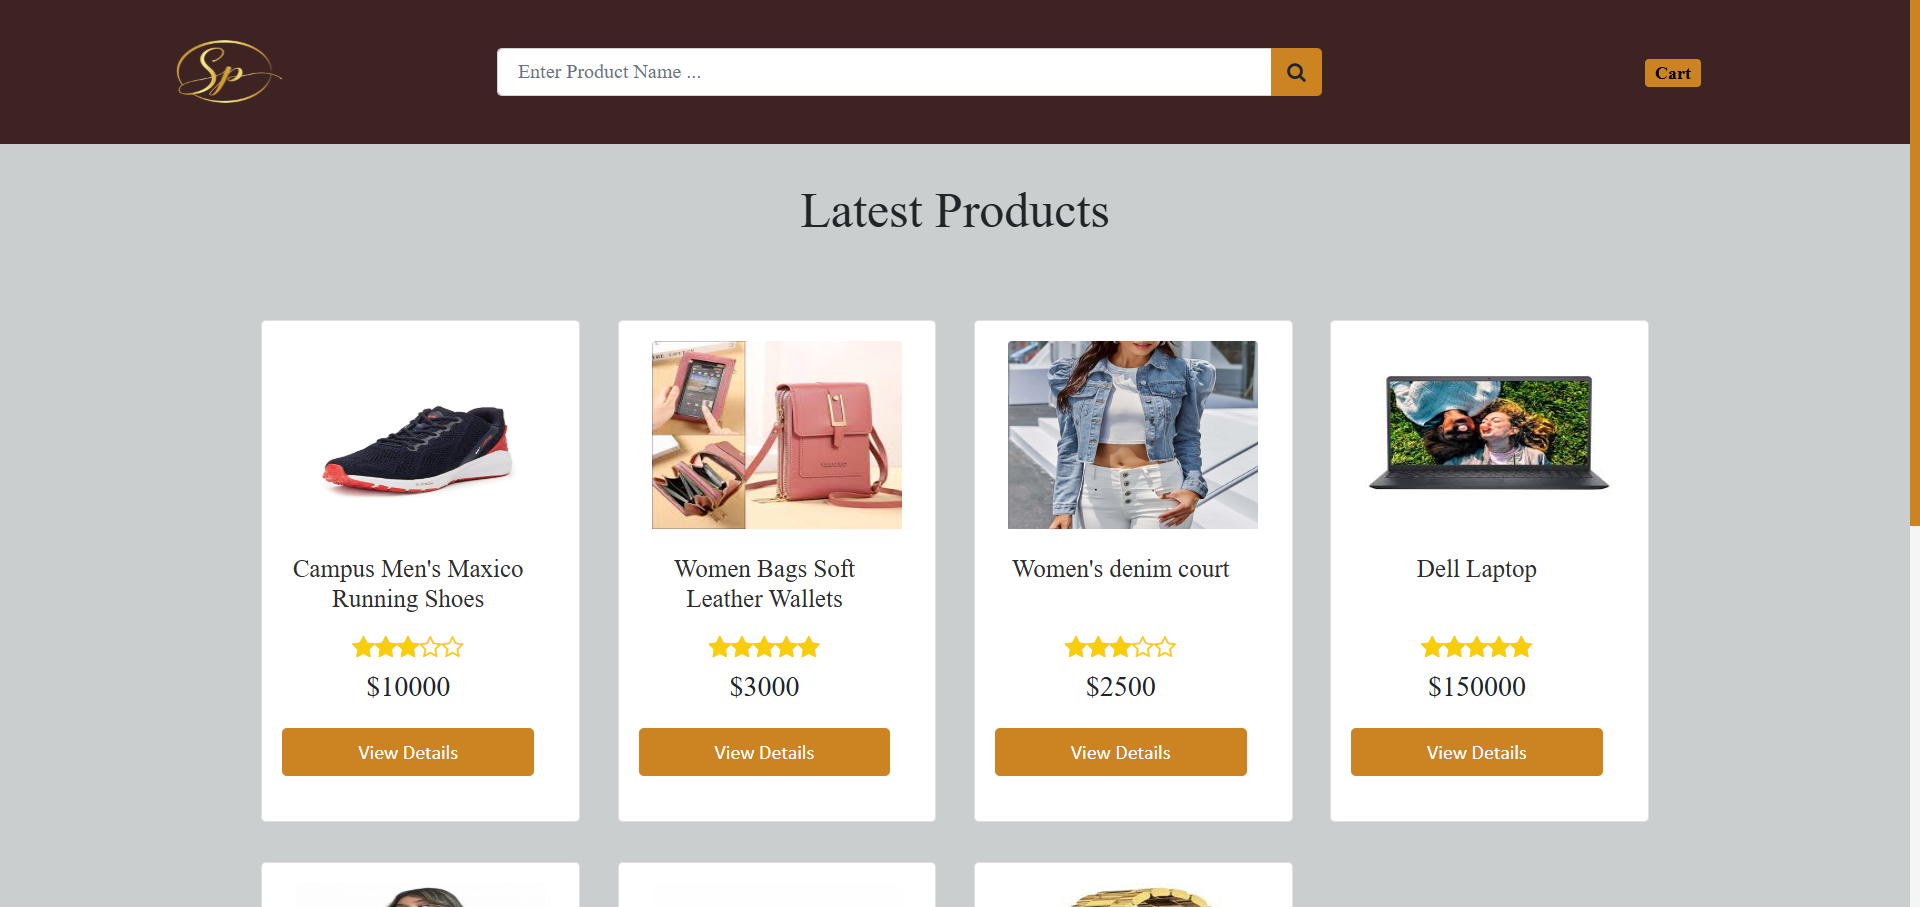 Sp
Enter Product Name ...
Cart
Latest Products
Campus Men's Maxico
Running Shoes
$10000
View Details
Women Bags Soft
Leather Wallets
$3000
View Details
Women's denim court
$2500
View Details
Dell Laptop
$150000
View Details